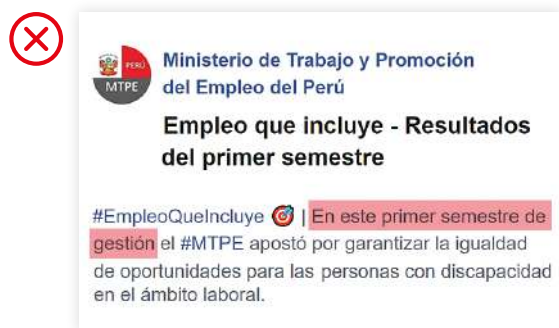 PERÚ
MTPE
Ministerio de Trabajo y Promoción
del Empleo del Perú
Empleo que incluye - Resultados
del primer semestre
#EmpleoQueIncluye 🎯 | En este primer semestre de
gestión el #MTPE apostó por garantizar la igualdad
de oportunidades para las personas con discapacidad
en el ámbito laboral.